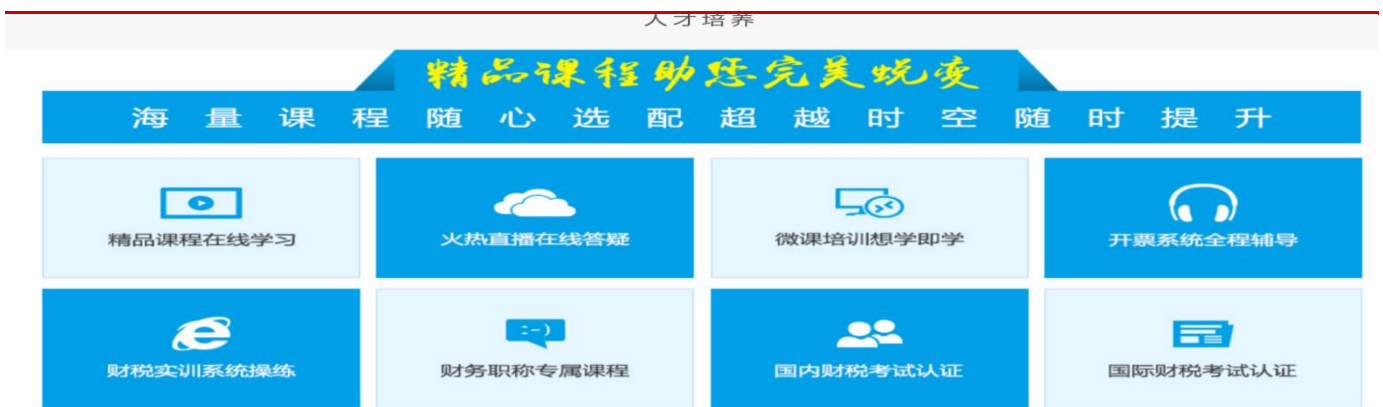 人才培养
精品课程助您完美蜕变
海量课程随心选配超越时空随时提升
精品课程在线学习
火热直播在线答疑
微课培训想学即学
开票系统全程辅导
财税实训系统操练
财务职称专属课程
国内财税考试认证
国际财税考试认证